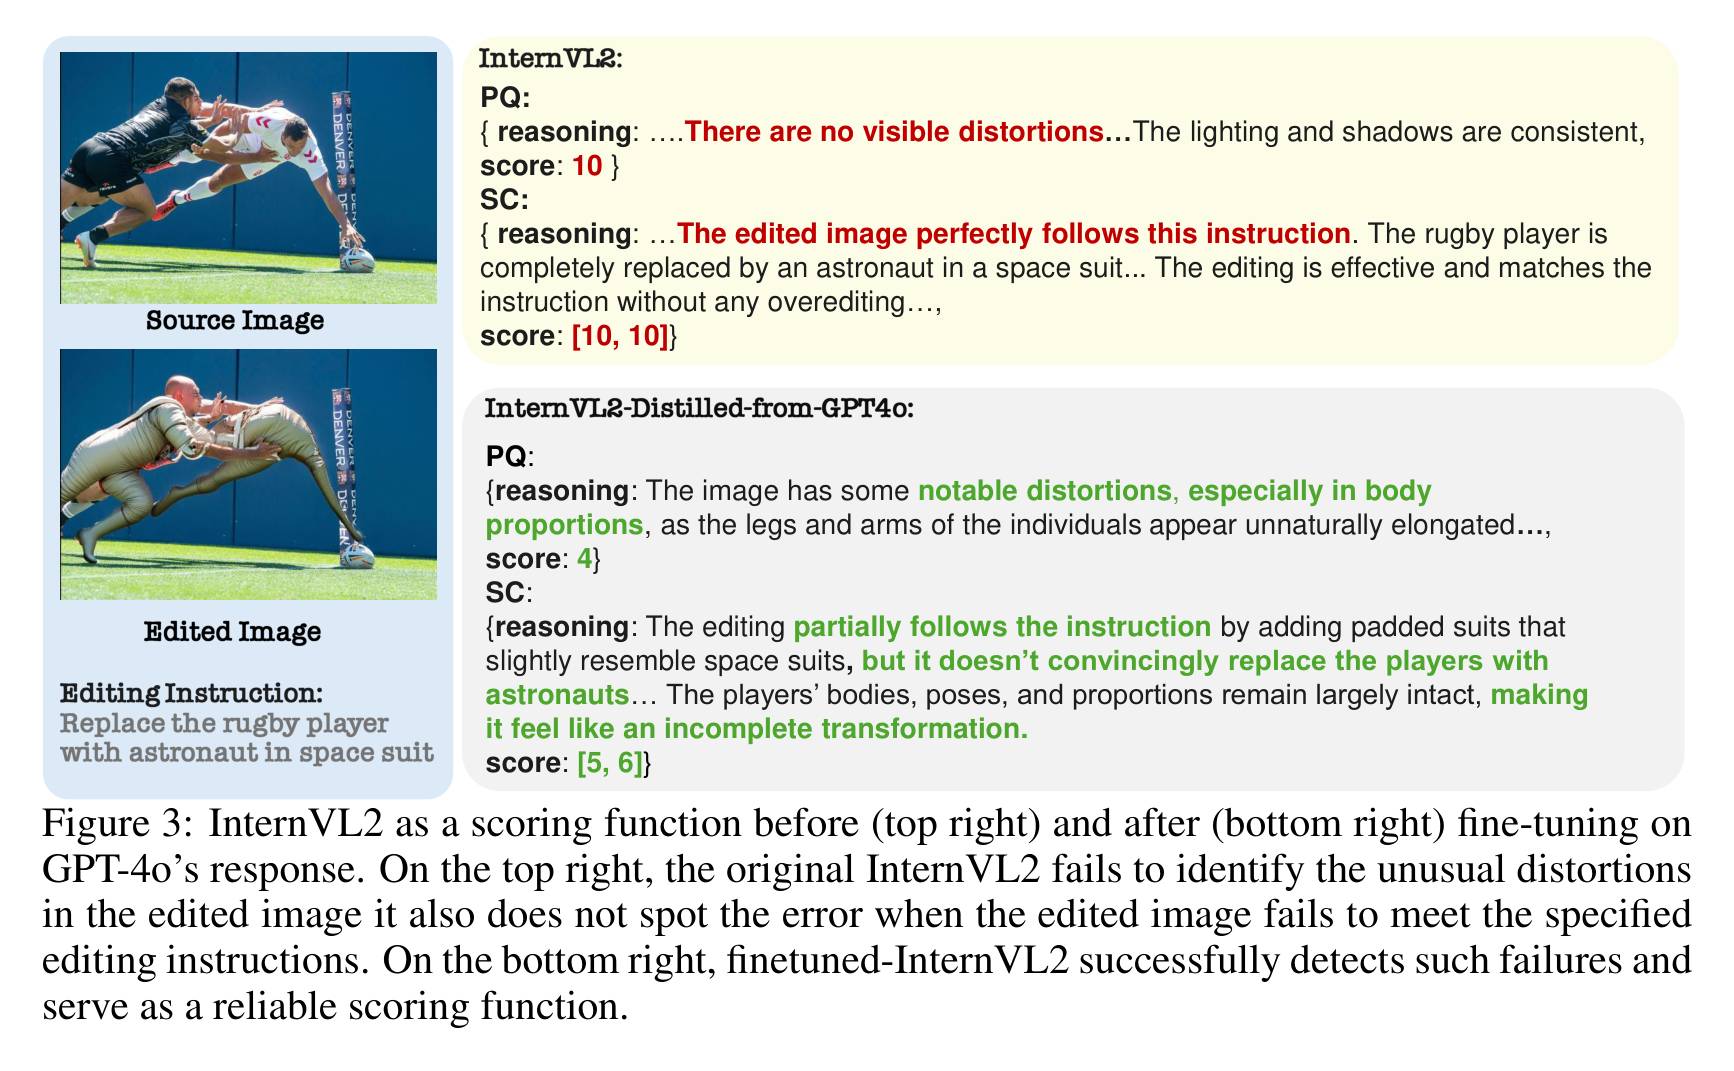 Source Image
Edited Image
Editing Instruction:
Replace the rugby player
with astronaut in space suit
InternVL2:
PQ:
{ reasoning: ….There are no visible distortions…The lighting and shadows are consistent,
score: 10 }
SC:
{ reasoning: …The edited image perfectly follows this instruction. The rugby player is
completely replaced by an astronaut in a space suit... The editing is effective and matches the
instruction without any overediting…,
score: [10, 10]}
InternVL2-Distilled-from-GPT4o:
PQ:
{reasoning: The image has some notable distortions, especially in body
proportions, as the legs and arms of the individuals appear unnaturally elongated…,
score: 4}
SC:
{reasoning: The editing partially follows the instruction by adding padded suits that
slightly resemble space suits, but it doesn’t convincingly replace the players with
astronauts… The players’ bodies, poses, and proportions remain largely intact, making
it feel like an incomplete transformation.
score: [5, 6]}
Figure 3: InternVL2 as a scoring function before (top right) and after (bottom right) fine-tuning on
GPT-4o’s response. On the top right, the original InternVL2 fails to identify the unusual distortions
in the edited image it also does not spot the error when the edited image fails to meet the specified
editing instructions. On the bottom right, finetuned-InternVL2 successfully detects such failures and
serve as a reliable scoring function.
DENVER
DENVER